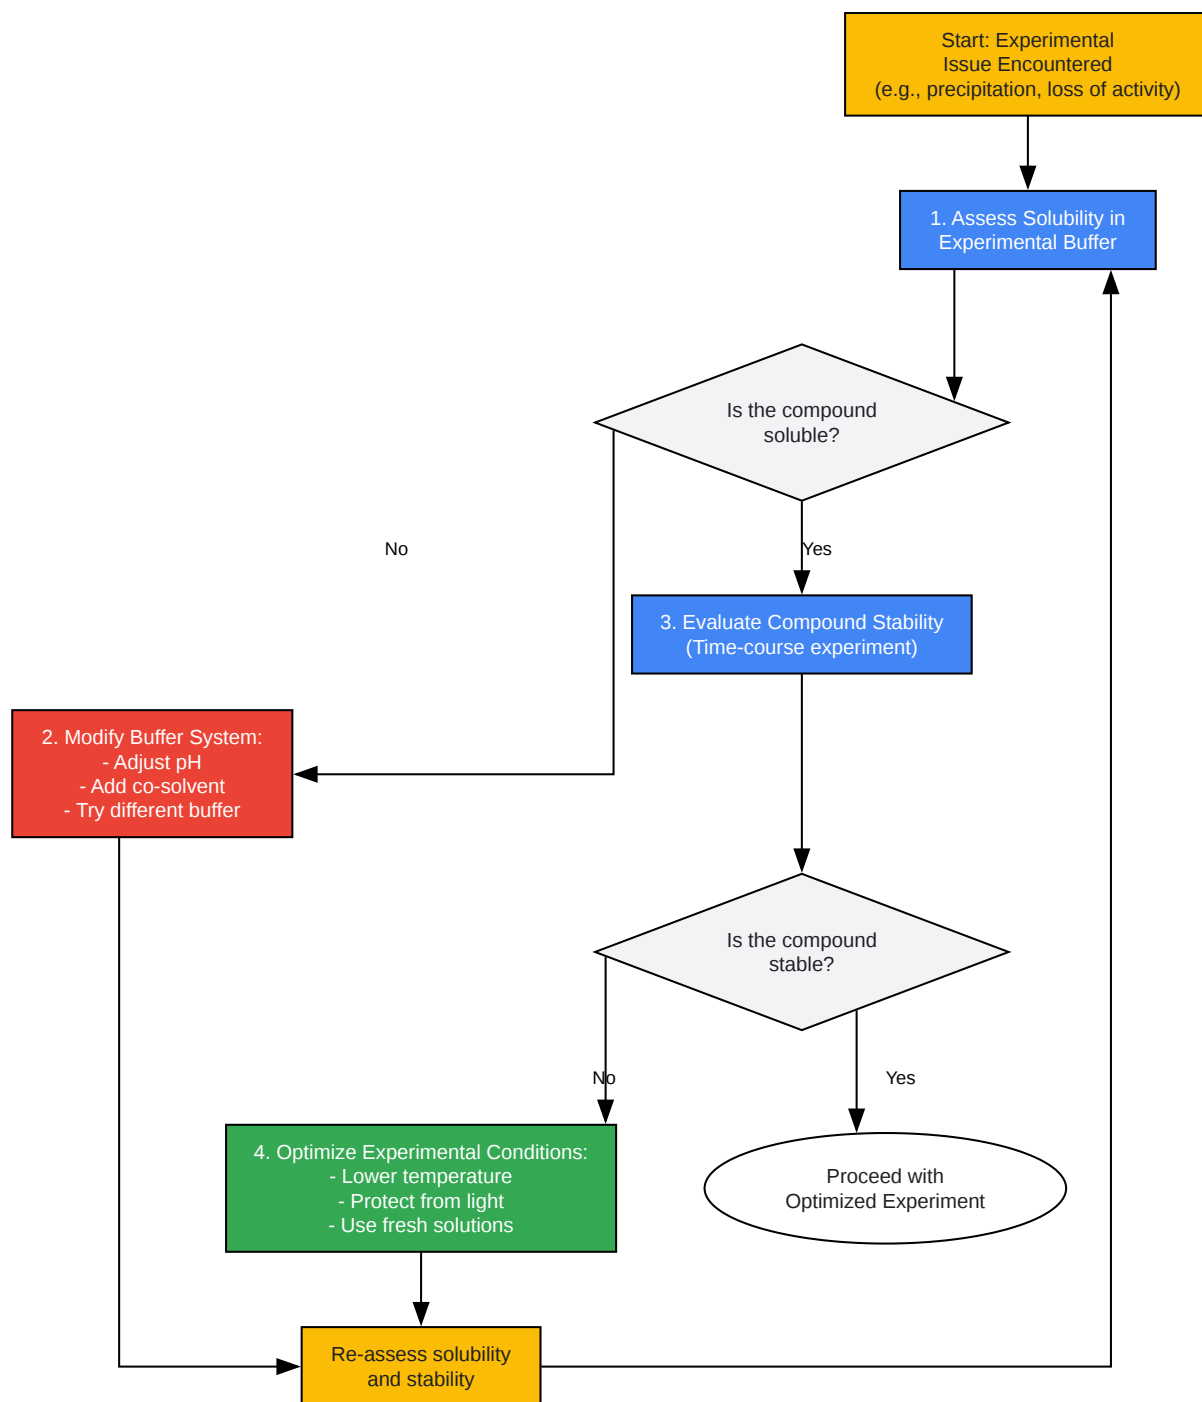 Start: Experimental
Issue Encountered
(e.g., precipitation, loss of activity)
1. Assess Solubility in
Experimental Buffer
Is the compound
soluble?
No
Yes
3. Evaluate Compound Stability
(Time-course experiment)
2. Modify Buffer System:
- Adjust pH
- Add co-solvent
- Try different buffer
Is the compound
stable?
No
Yes
4. Optimize Experimental Conditions:
- Lower temperature
- Protect from light
- Use fresh solutions
Proceed with
Optimized Experiment
Re-assess solubility
and stability